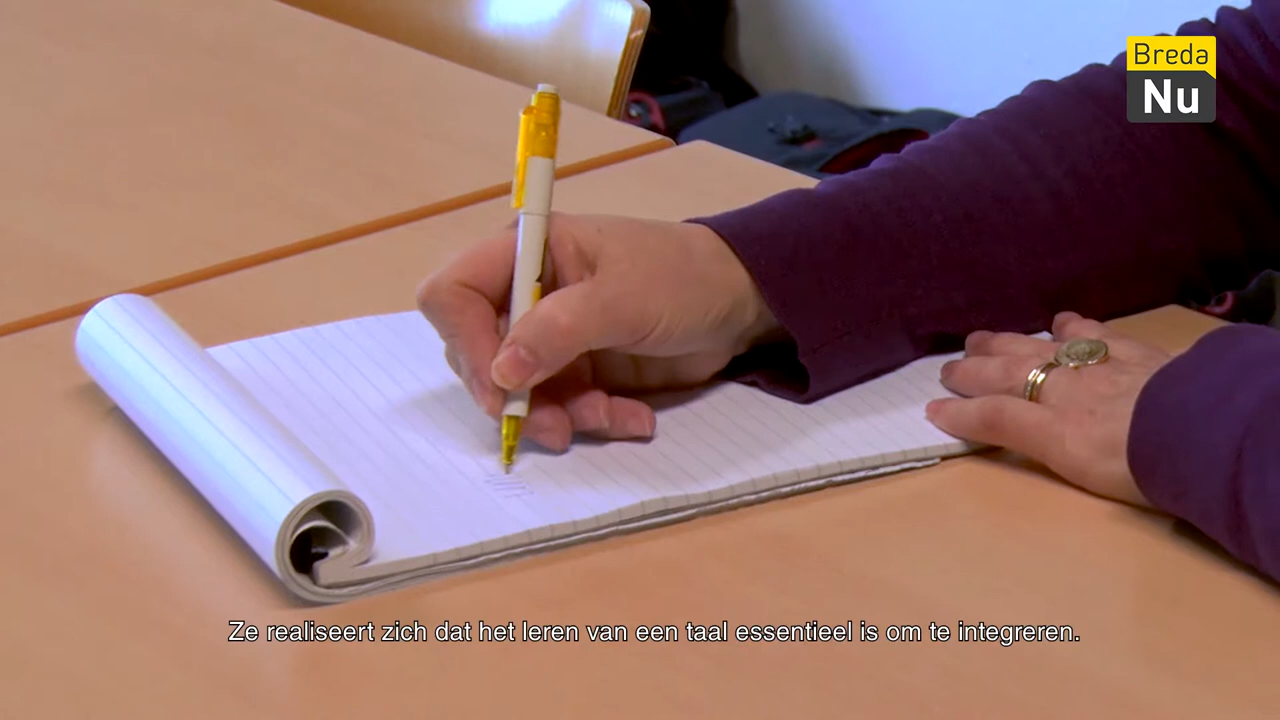 Breda
Nu
Ze realiseert zich dat het leren van een taal essentieel is om te integreren.